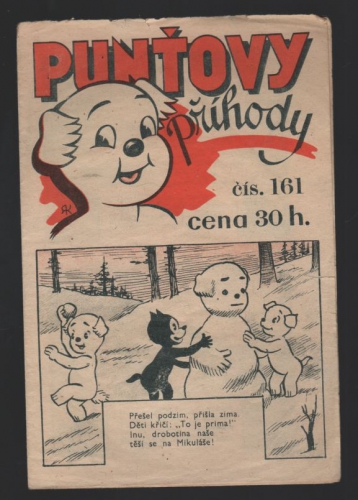 PUNŤOVY
Příhody
čís. 161
cena 30 h.
Přešel podzim, přišla zima.
Děti křičí: „To je prima!"
Inu, drobotina naše
těší se na Mikuláše!